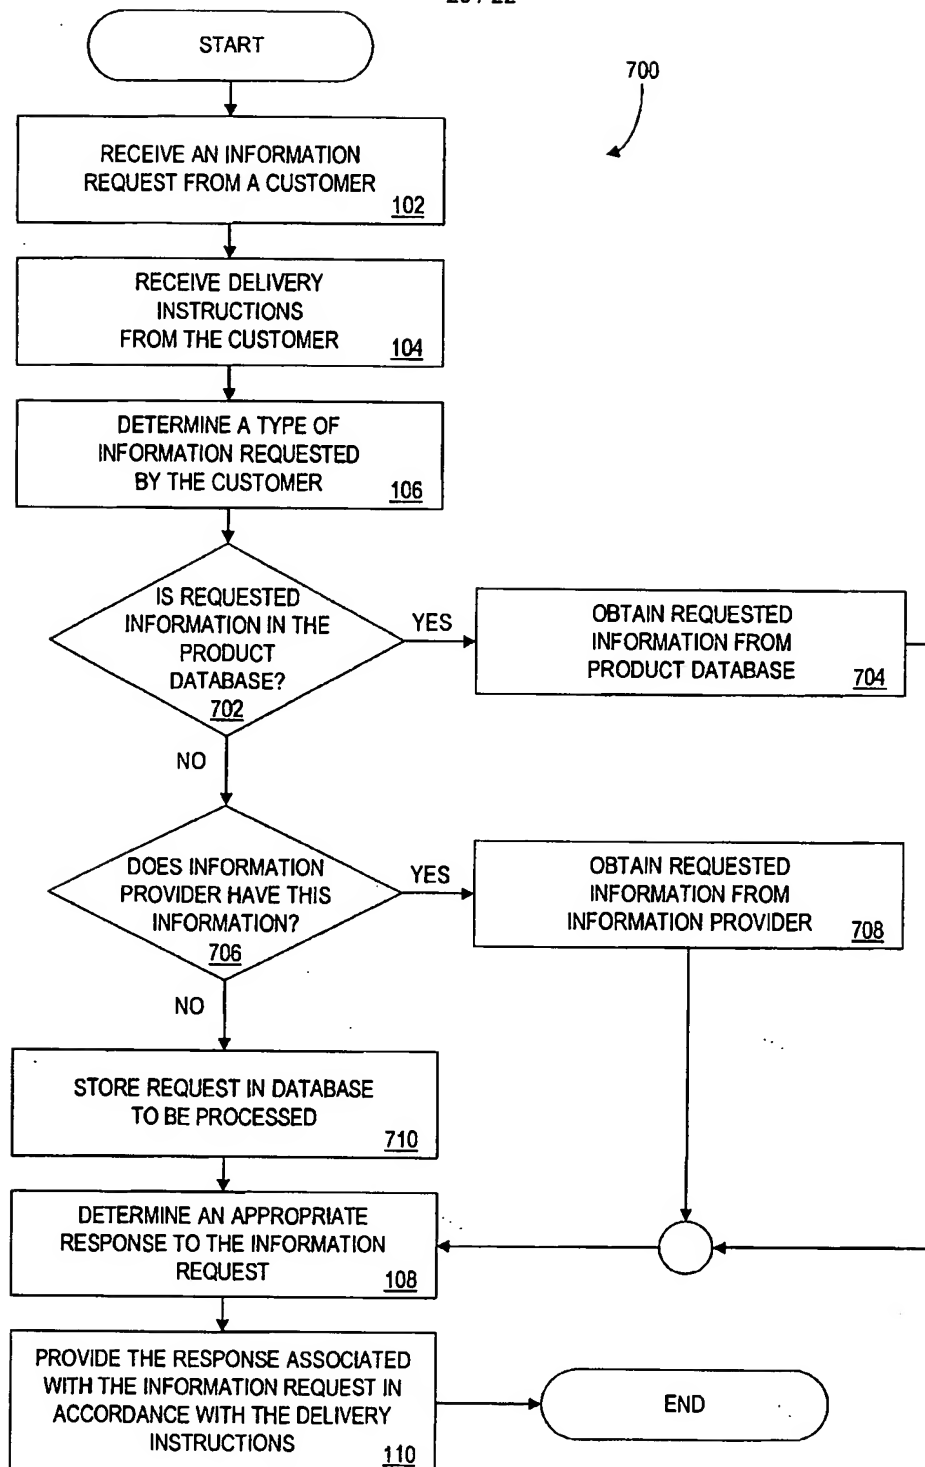 START
700
RECEIVE AN INFORMATION
REQUEST FROM A CUSTOMER
102
RECEIVE DELIVERY
INSTRUCTIONS
FROM THE CUSTOMER
104
DETERMINE A TYPE OF
INFORMATION REQUESTED
BY THE CUSTOMER
106
IS REQUESTED
INFORMATION IN THE
PRODUCT
DATABASE?
702
YES
OBTAIN REQUESTED
INFORMATION FROM
PRODUCT DATABASE
704
NO
DOES INFORMATION
PROVIDER HAVE THIS
INFORMATION?
706
YES
OBTAIN REQUESTED
INFORMATION FROM
INFORMATION PROVIDER
708
NO
STORE REQUEST IN DATABASE
TO BE PROCESSED
710
DETERMINE AN APPROPRIATE
RESPONSE TO THE INFORMATION
REQUEST
108
PROVIDE THE RESPONSE ASSOCIATED
WITH THE INFORMATION REQUEST IN
ACCORDANCE WITH THE DELIVERY
INSTRUCTIONS
110
END